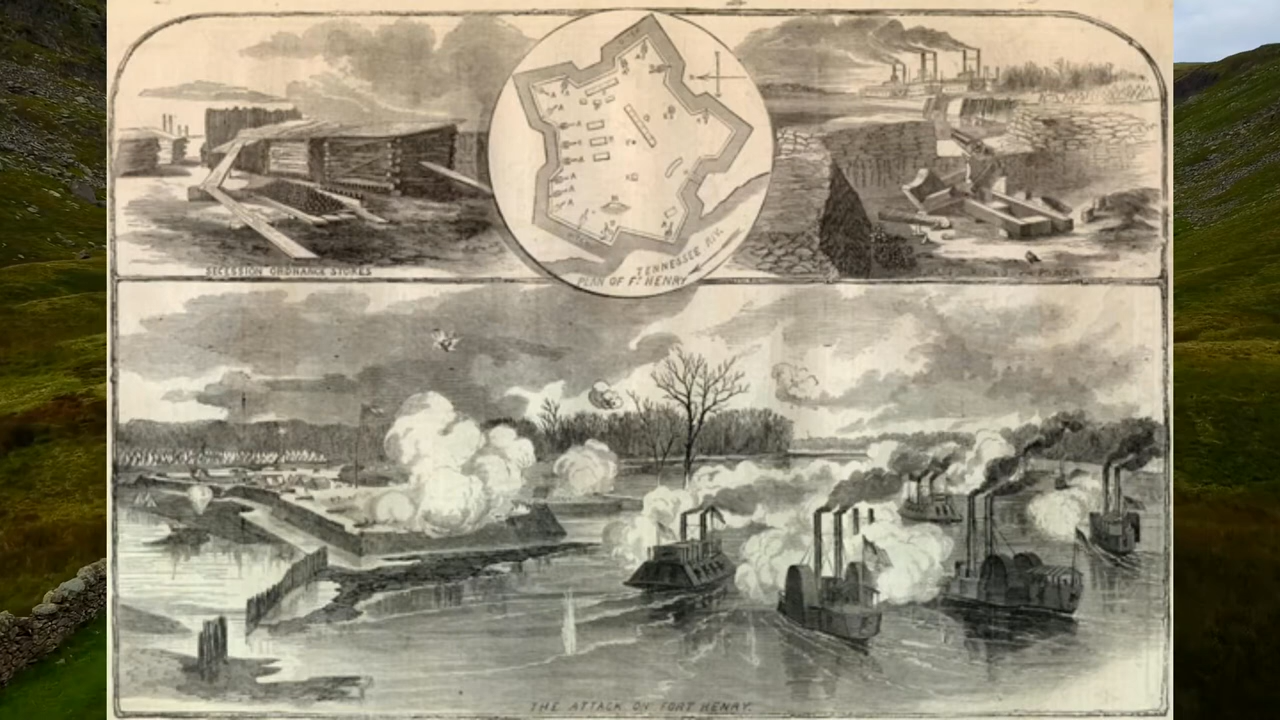 SECESSION ORDNANCE STORES
TENNESSEE RIV.
PLAN OF FT HENRY
THE ATTACK ON FORT HENRY.